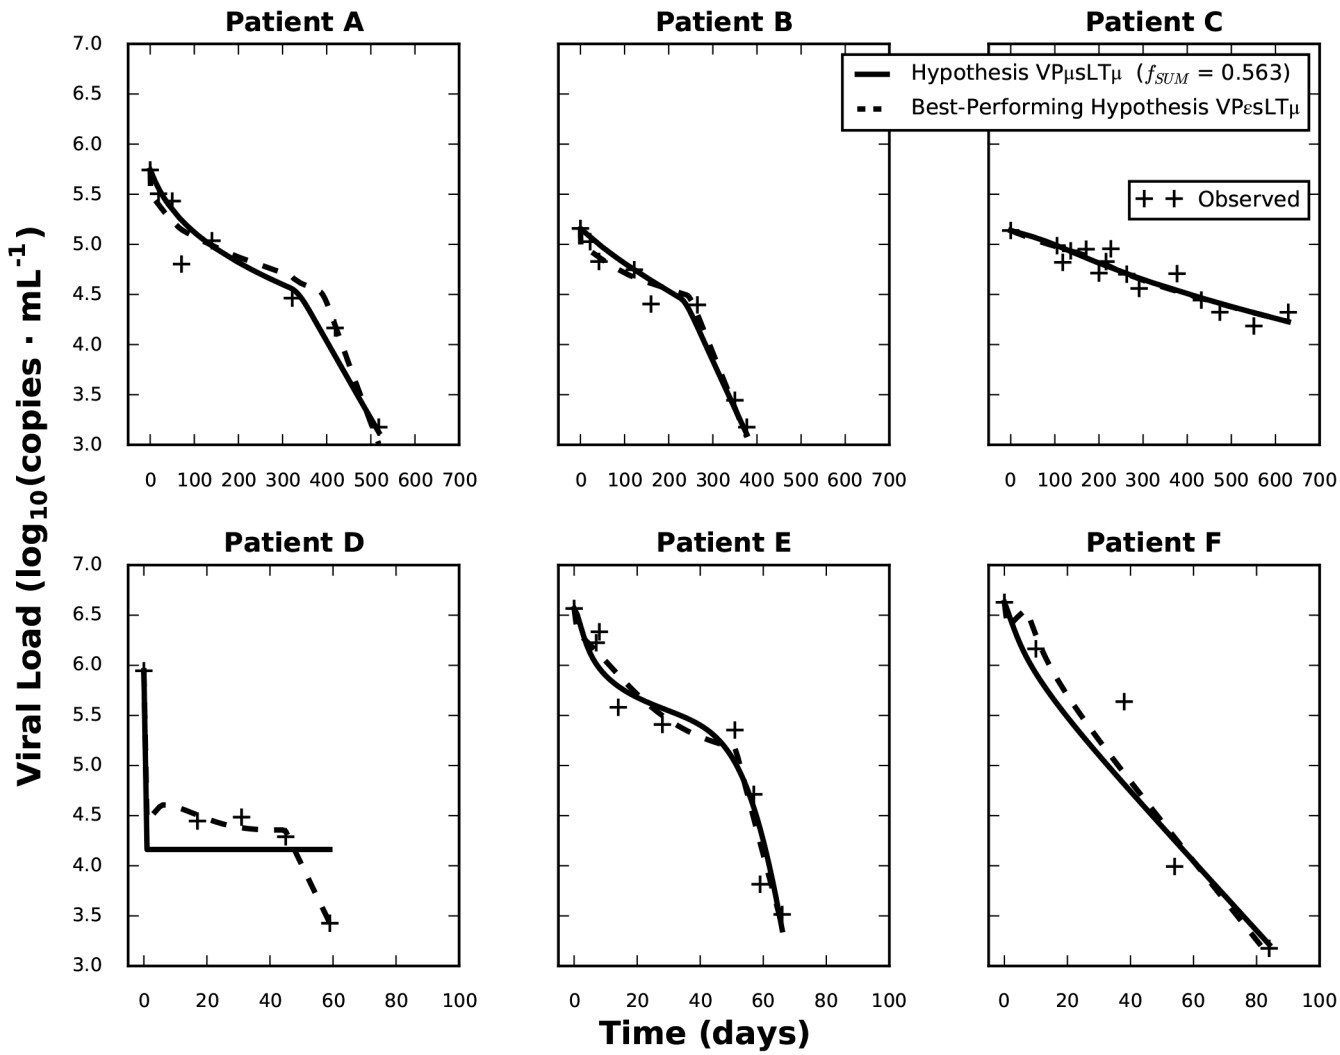 Patient A
Patient B
Patient C
Hypothesis VPμsLTμ (fSUM = 0.563)
Best-Performing Hypothesis VPεsLTμ
Observed
7.0
6.5
6.0
5.5
5.0
4.5
4.0
3.5
3.0
0 100 200 300 400 500 600 700
0 100 200 300 400 500 600 700
0 100 200 300 400 500 600 700
Viral Load (log10(copies · mL-1)
Patient D
Patient E
Patient F
7.0
6.5
6.0
5.5
5.0
4.5
4.0
3.5
3.0
0 20 40 60 80 100
0 20 40 60 80 100
0 20 40 60 80 100
Time (days)